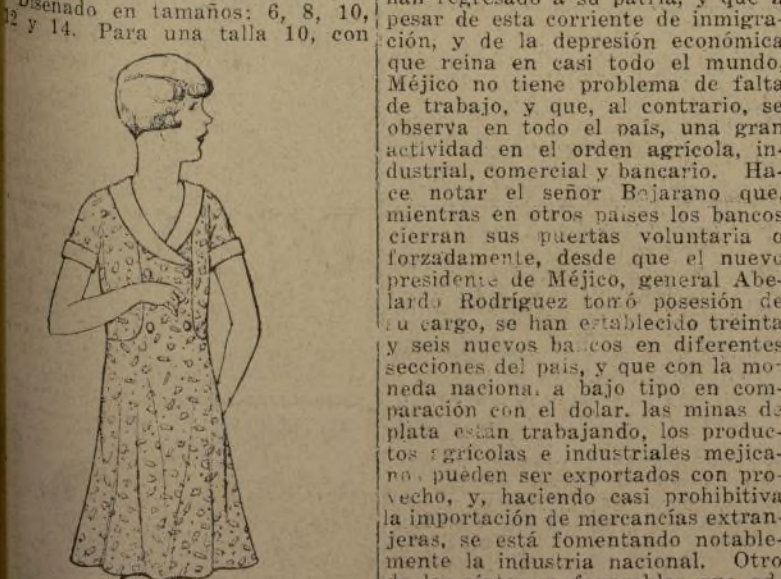 Diseñado en tamaños: 6, 8, 10,
12 y 14. Para una talla 10, con
han regresado a su patria, y que a
pesar de esta corriente de inmigra-
ción, y de la depresión económica
que reina en casi todo el mundo,
Méjico no tiene problema de falta
de trabajo, y que, al contrario, se
observa en todo el país, una gran
actividad en el orden agrícola, in-
dustrial, comercial y bancario. Ha-
ce notar el señor Bejarano que,
mientras en otros paises los bancos
cierran sus puertas voluntaria o
forzadamente, desde que el nuevo
presidente de Méjico, general Abe-
lardo Rodríguez tomó posesión de
su cargo, se han establecido treinta
y seis nuevos bancos en diferentes
secciones del pais, y que con la mo-
neda nacional a bajo tipo en com-
paración con el dolar. las minas de
plata están trabajando, los produc-
tos agrícolas e industriales mejica-
nos pueden ser exportados con pro-
vecho, y, haciendo casi prohibitiva
la importación de mercancías extran-
jeras, se está fomentando notable-
mente la industria nacional. Otro